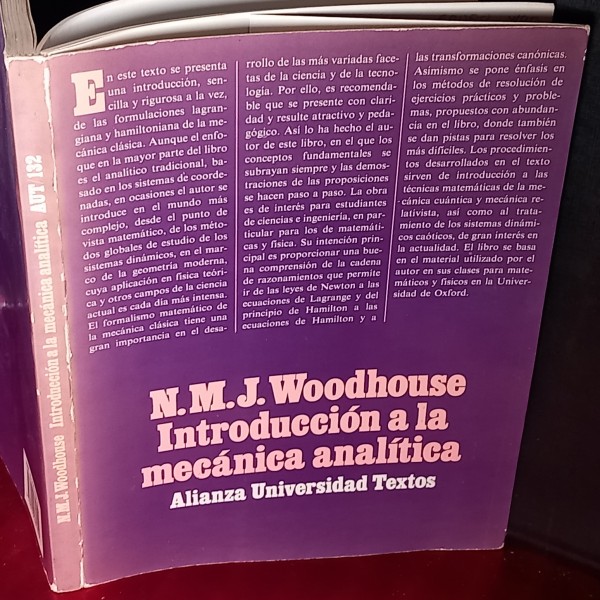 N.M.J. Woodhouse Introducción a la mecánica analítica AUT 132
En este texto se presenta
una introducción, sen-
cilla y rigurosa a la vez,
de las formulaciones lagran-
giana y hamiltoniana de la me-
cánica clásica. Aunque el enfo-
que en la mayor parte del libro
es el analítico tradicional, ba-
sado en los sistemas de coorde-
nadas, en ocasiones el autor se
introduce en el mundo más
complejo, desde el punto de
vista matemático, de los méto-
dos globales de estudio de los
sistemas dinámicos, en el mar-
co de la geometría moderna,
cuya aplicación en física teóri-
ca y otros campos de la ciencia
actual es cada día más intensa.
El formalismo matemático de
la mecánica clásica tiene una
gran importancia en el desa-
rrollo de las más variadas face-
tas de la ciencia y de la tecno-
logía. Por ello, es recomenda-
ble que se presente con clari-
dad y resulte atractivo y peda-
gógico. Así lo ha hecho el au-
tor de este libro, en el que los
conceptos fundamentales se
subrayan siempre y las demos-
traciones de las proposiciones
se hacen paso a paso. La obra
es de interés para estudiantes
de ciencias e ingeniería, en par-
ticular para los de matemáti-
cas y física. Su intención prin-
cipal es proporcionar una bue-
na comprensión de la cadena
de razonamientos que permite
ir de las leyes de Newton a las
ecuaciones de Lagrange y del
principio de Hamilton a las
ecuaciones de Hamilton y a
las transformaciones canónicas.
Asimismo se pone énfasis en
los métodos de resolución de
ejercicios prácticos y proble-
mas, propuestos con abundan-
cia en el libro, donde también
se dan pistas para resolver los
más difíciles. Los procedimien-
tos desarrollados en el texto
sirven de introducción a las
técnicas matemáticas de la me-
cánica cuántica y mecánica re-
lativista, así como al trata-
miento de los sistemas dinámi-
cos caóticos, de gran interés en
la actualidad. El libro se basa
en el material utilizado por el
autor en sus clases para mate-
máticos y físicos en la Univer-
sidad de Oxford.
N.M.J. Woodhouse
Introducción a la
mecánica analítica
Alianza Universidad Textos